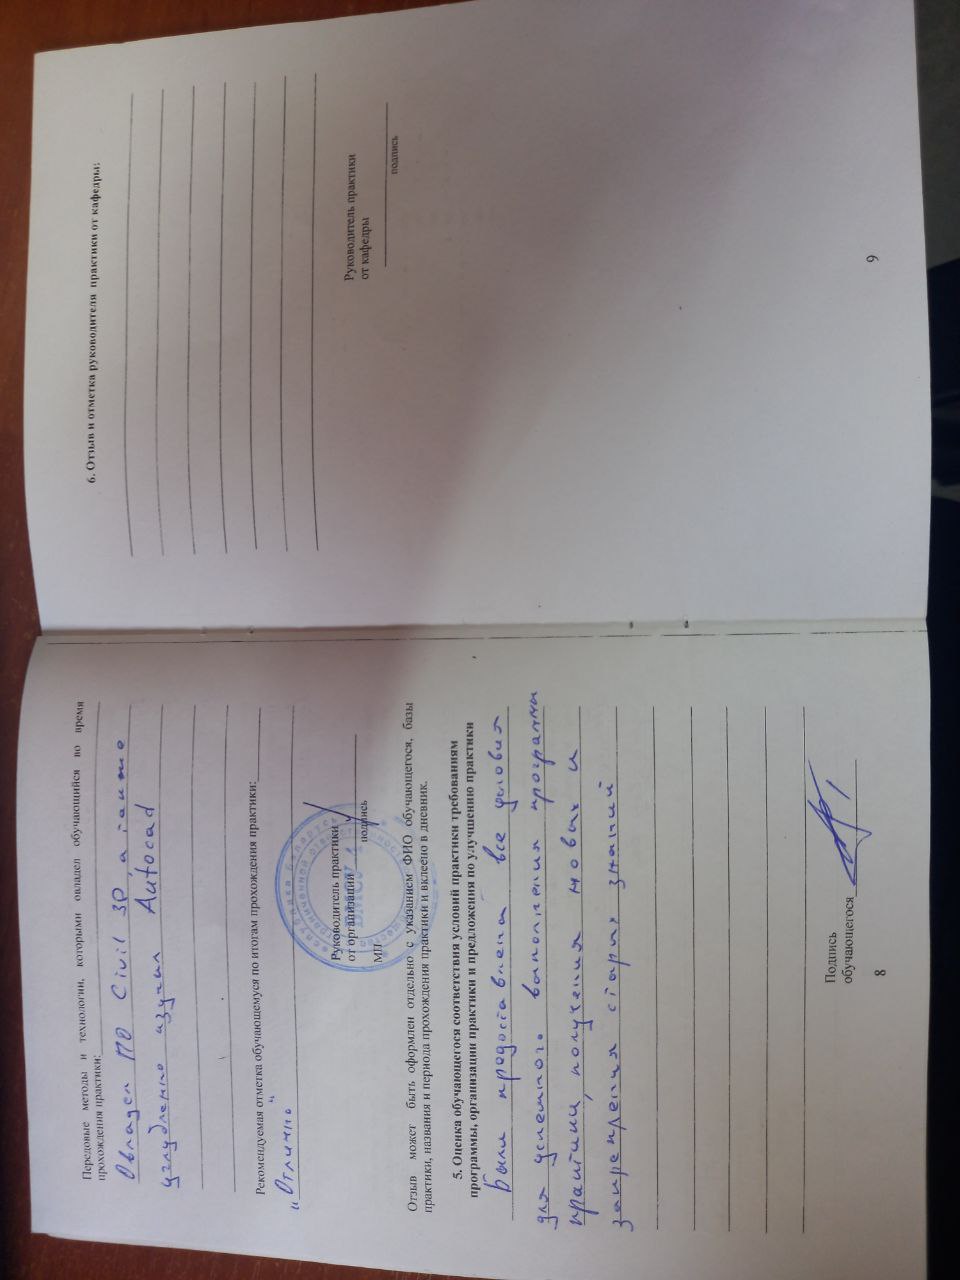 Передовые методы и технологии, которыми овладел обучающийся во время
прохождения практики:
Овладел ПО Civil 3D, а также
углубленно изучил Autocad
Рекомендуемая отметка обучающемуся по итогам прохождения практики:
"Отлично"
Руководитель практики
от организации
подпись
МП
Отзыв может быть оформлен отдельно с указанием ФИО обучающегося, базы
практики, названия и периода прохождения практики и вклеено в дневник.
5. Оценка обучающегося соответствия условий практики требованиям
программы, организации практики и предложения по улучшению практики
Были предоставлены все условия
для успешного выполнения программы
практики, получения новых и
закрепления старых знаний
Подпись
обучающегося
8
6. Отзыв и отметка руководителя практики от кафедры:
Руководитель практики
от кафедры
подпись
9